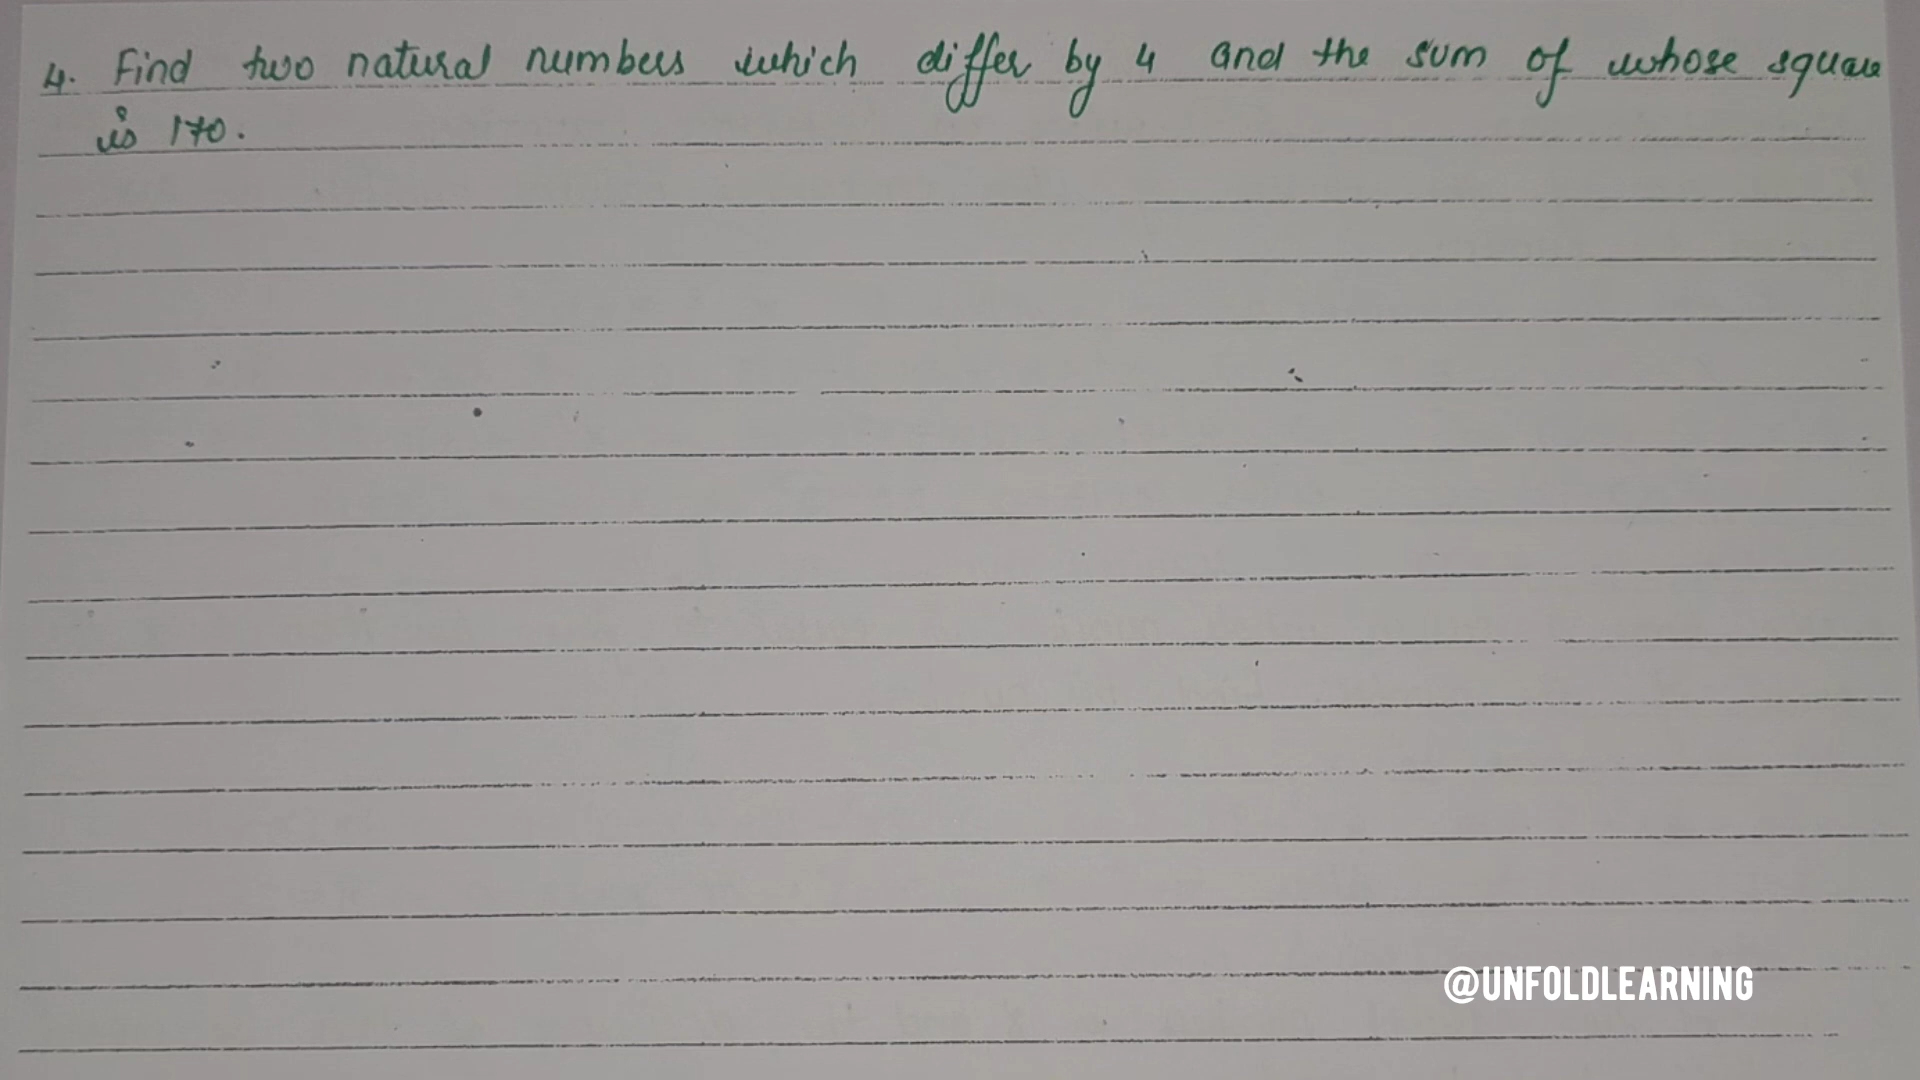 4. Find two natural numbers which differ by 4 and the sum of whose square
is 170.
@UNFOLDLEARNING